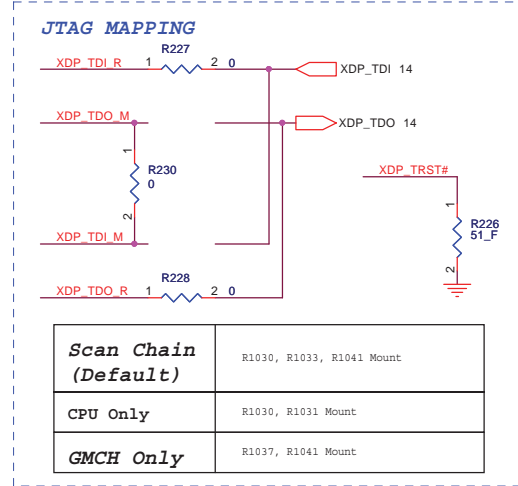 JTAG MAPPING
R227
XDP_TDI_R 1 2 0 XDP_TDI 14
XDP_TDO_M XDP_TDO 14
1
R230
0
2
XDP_TRST#
1
R226
51_F
2
XDP_TDI_M
R228
XDP_TDO_R 1 2 0
Scan Chain
(Default)
R1030, R1033, R1041 Mount
CPU Only R1030, R1031 Mount
GMCH Only R1037, R1041 Mount